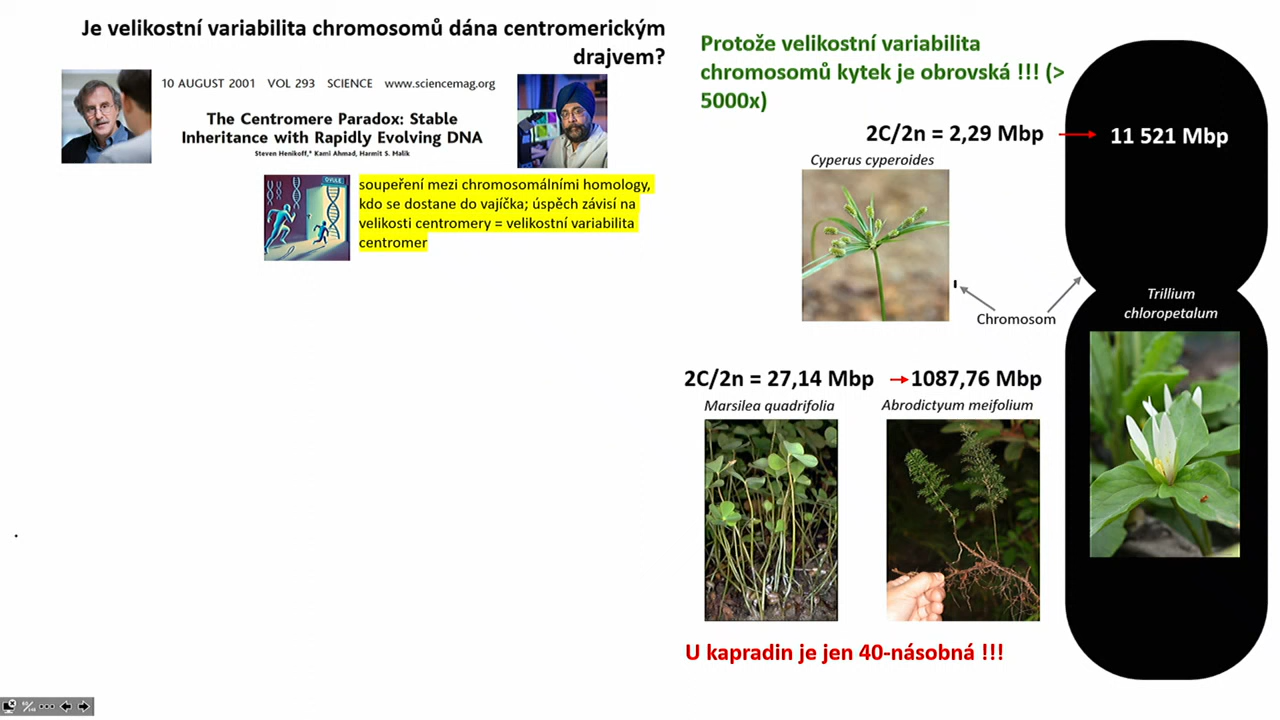 Je velikostní variabilita chromosomů dána centromerickým
drajvem?
10 AUGUST 2001 VOL 293 SCIENCE www.sciencemag.org
The Centromere Paradox: Stable
Inheritance with Rapidly Evolving DNA
Steven Henikoff,* Kami Ahmad, Harmit S. Malik
OVULE
soupeření mezi chromosomálními homology,
kdo se dostane do vajíčka; úspěch závisí na
velikosti centromery = velikostní variabilita
centromer
Protože velikostní variabilita
chromosomů kytek je obrovská !!! (>
5000x)
2C/2n = 2,29 Mbp
11 521 Mbp
Cyperus cyperoides
Chromosom
Trillium
chloropetalum
2C/2n = 27,14 Mbp
1087,76 Mbp
Marsilea quadrifolia
Abrodictyum meifolium
U kapradin je jen 40-násobná !!!